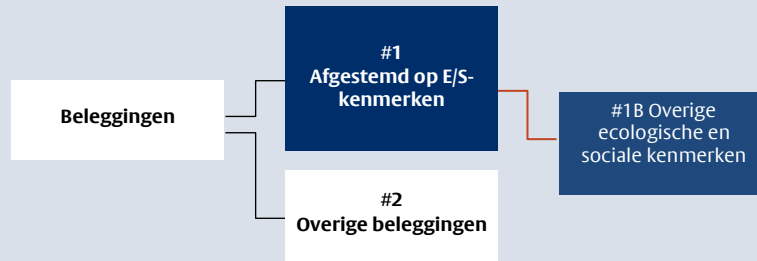 Beleggingen
#1
Afgestemd op E/S-
kenmerken
#2
Overige beleggingen
#1B Overige
ecologische en
sociale kenmerken